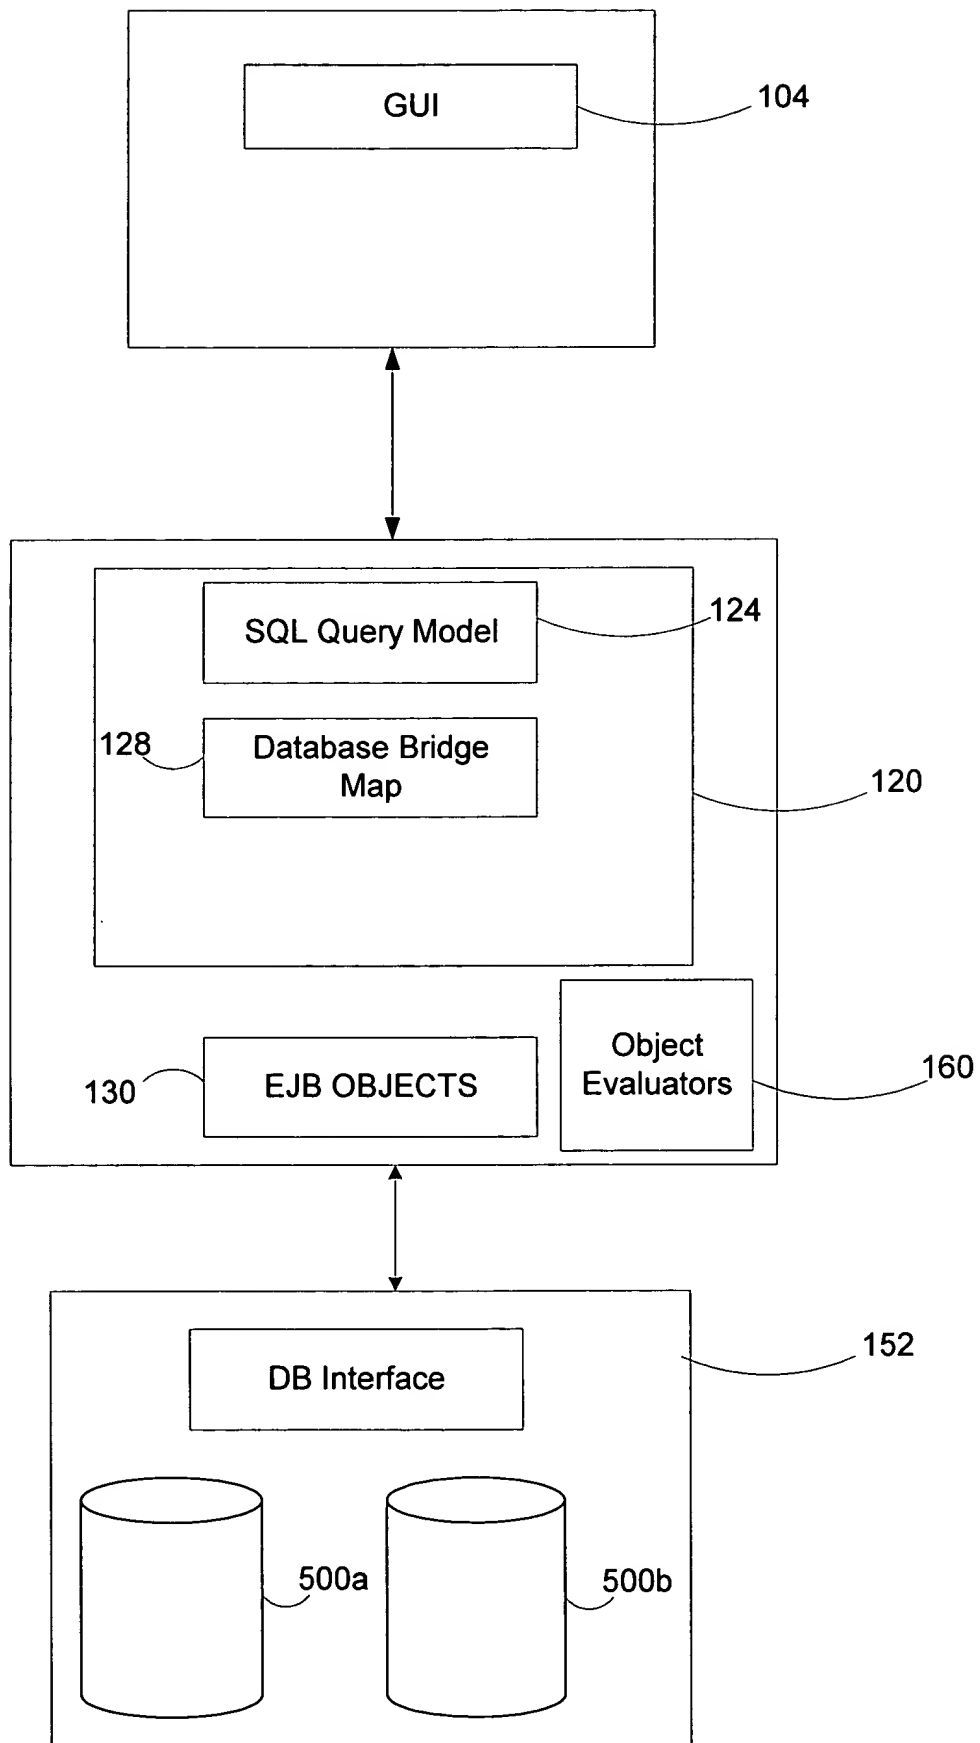 GUI
104
SQL Query Model
124
128
Database Bridge
Map
120
Object
Evaluators
160
130
EJB OBJECTS
DB Interface
152
500a
500b